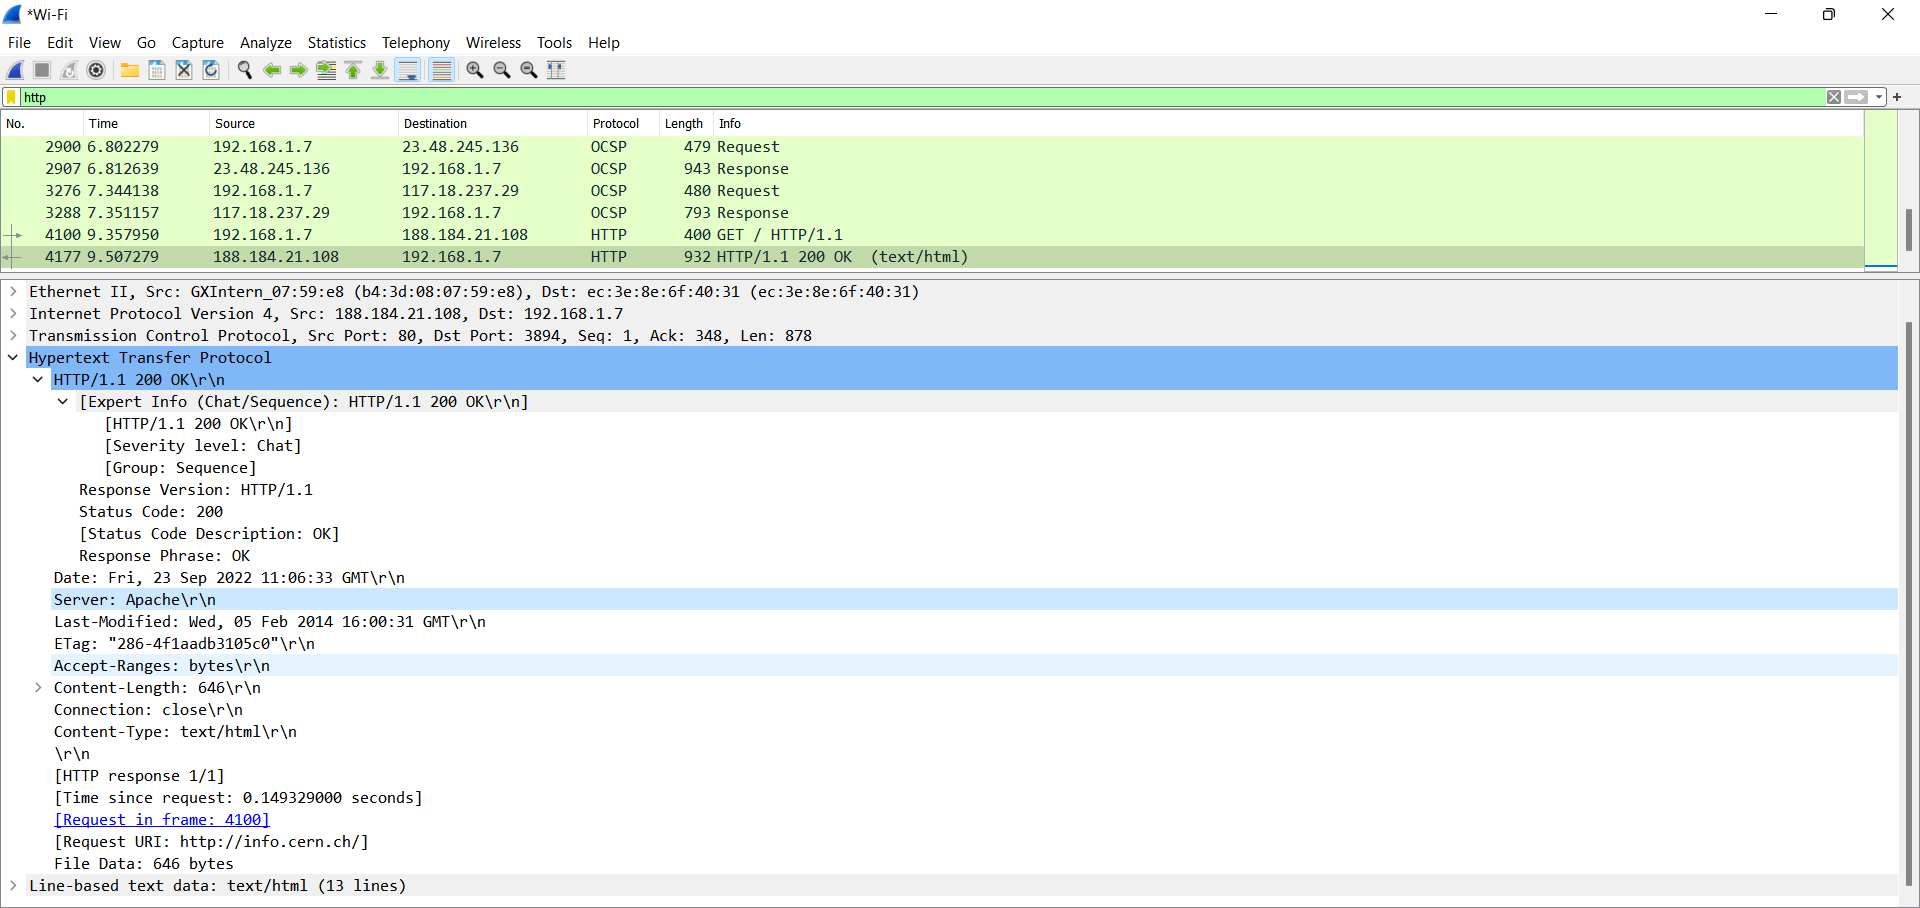 *Wi-Fi
File Edit View Go Capture Analyze Statistics Telephony Wireless Tools Help
http
No. Time Source Destination Protocol Length Info
2900 6.802279 192.168.1.7 23.48.245.136 OCSP 479 Request
2907 6.812639 23.48.245.136 192.168.1.7 OCSP 943 Response
3276 7.344138 192.168.1.7 117.18.237.29 OCSP 480 Request
3288 7.351157 117.18.237.29 192.168.1.7 OCSP 793 Response
4100 9.357950 192.168.1.7 188.184.21.108 HTTP 400 GET / HTTP/1.1
4177 9.507279 188.184.21.108 192.168.1.7 HTTP 932 HTTP/1.1 200 OK (text/html)
Ethernet II, Src: GXIntern_07:59:e8 (b4:3d:08:07:59:e8), Dst: ec:3e:8e:6f:40:31 (ec:3e:8e:6f:40:31)
Internet Protocol Version 4, Src: 188.184.21.108, Dst: 192.168.1.7
Transmission Control Protocol, Src Port: 80, Dst Port: 3894, Seq: 1, Ack: 348, Len: 878
Hypertext Transfer Protocol
HTTP/1.1 200 OK\r\n
[Expert Info (Chat/Sequence): HTTP/1.1 200 OK\r\n]
[HTTP/1.1 200 OK\r\n]
[Severity level: Chat]
[Group: Sequence]
Response Version: HTTP/1.1
Status Code: 200
[Status Code Description: OK]
Response Phrase: OK
Date: Fri, 23 Sep 2022 11:06:33 GMT\r\n
Server: Apache\r\n
Last-Modified: Wed, 05 Feb 2014 16:00:31 GMT\r\n
ETag: "286-4f1aadb3105c0"\r\n
Accept-Ranges: bytes\r\n
Content-Length: 646\r\n
Connection: close\r\n
Content-Type: text/html\r\n
\r\n
[HTTP response 1/1]
[Time since request: 0.149329000 seconds]
[Request in frame: 4100]
[Request URI: http://info.cern.ch/]
File Data: 646 bytes
Line-based text data: text/html (13 lines)